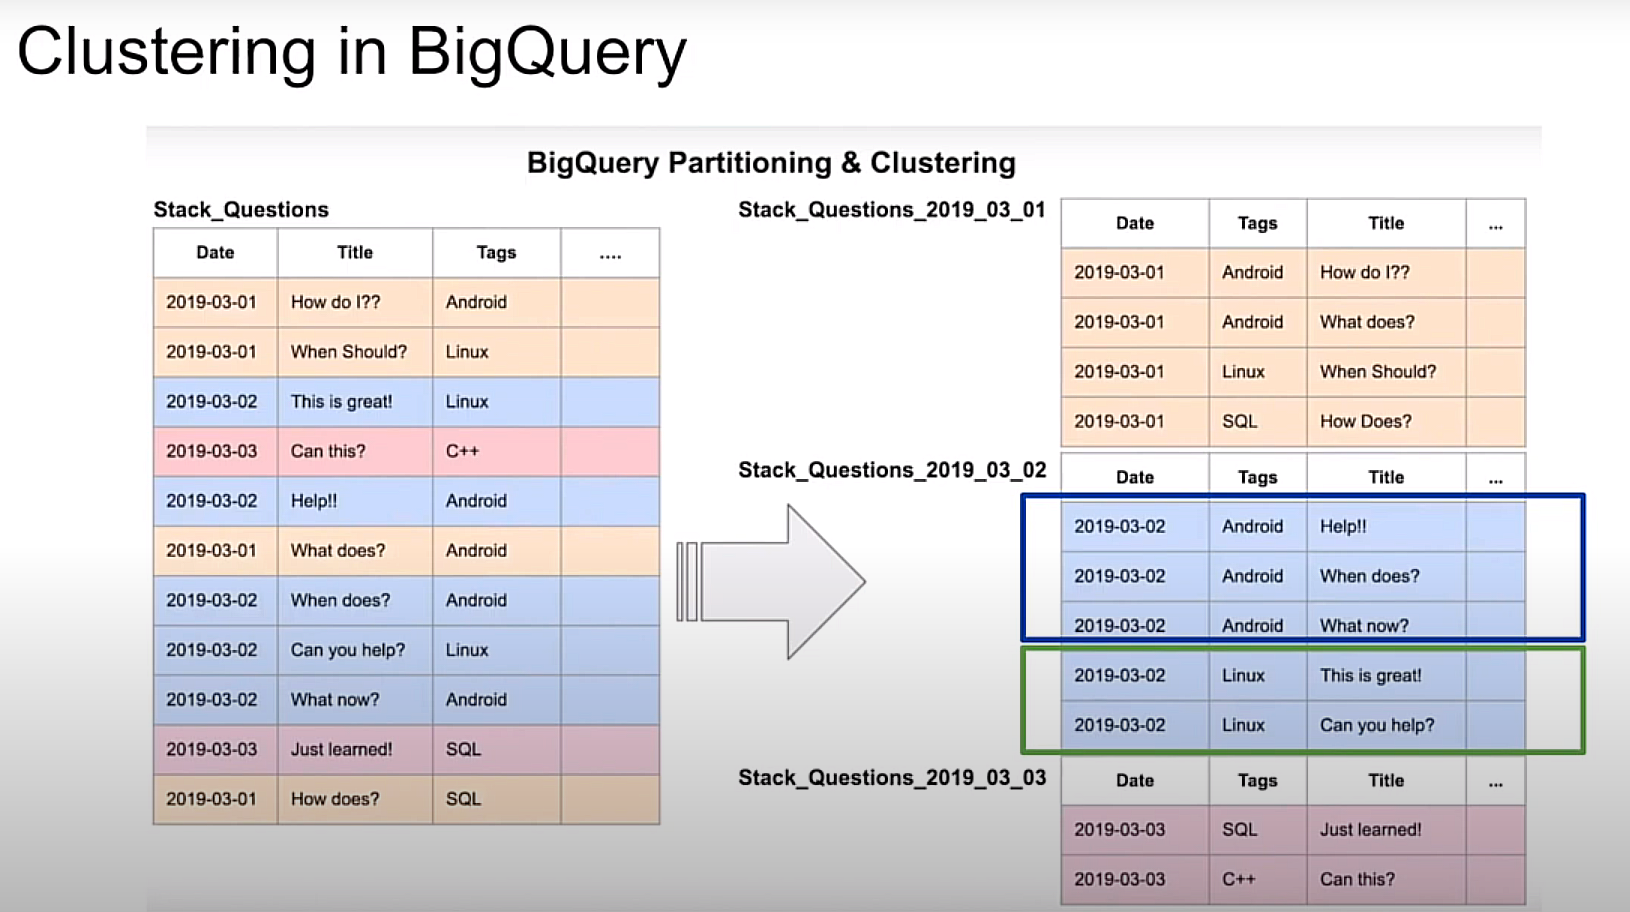 Clustering in BigQuery
BigQuery Partitioning & Clustering
Stack_Questions
Date Title Tags ....
2019-03-01 How do I?? Android
2019-03-01 When Should? Linux
2019-03-02 This is great! Linux
2019-03-03 Can this? C++
2019-03-02 Help!! Android
2019-03-01 What does? Android
2019-03-02 When does? Android
2019-03-02 Can you help? Linux
2019-03-02 What now? Android
2019-03-03 Just learned! SQL
2019-03-01 How does? SQL
Stack_Questions_2019_03_01
Date Tags Title ...
2019-03-01 Android How do I??
2019-03-01 Android What does?
2019-03-01 Linux When Should?
2019-03-01 SQL How Does?
Stack_Questions_2019_03_02
Date Tags Title ...
2019-03-02 Android Help!!
2019-03-02 Android When does?
2019-03-02 Android What now?
2019-03-02 Linux This is great!
2019-03-02 Linux Can you help?
Stack_Questions_2019_03_03
Date Tags Title ...
2019-03-03 SQL Just learned!
2019-03-03 C++ Can this?